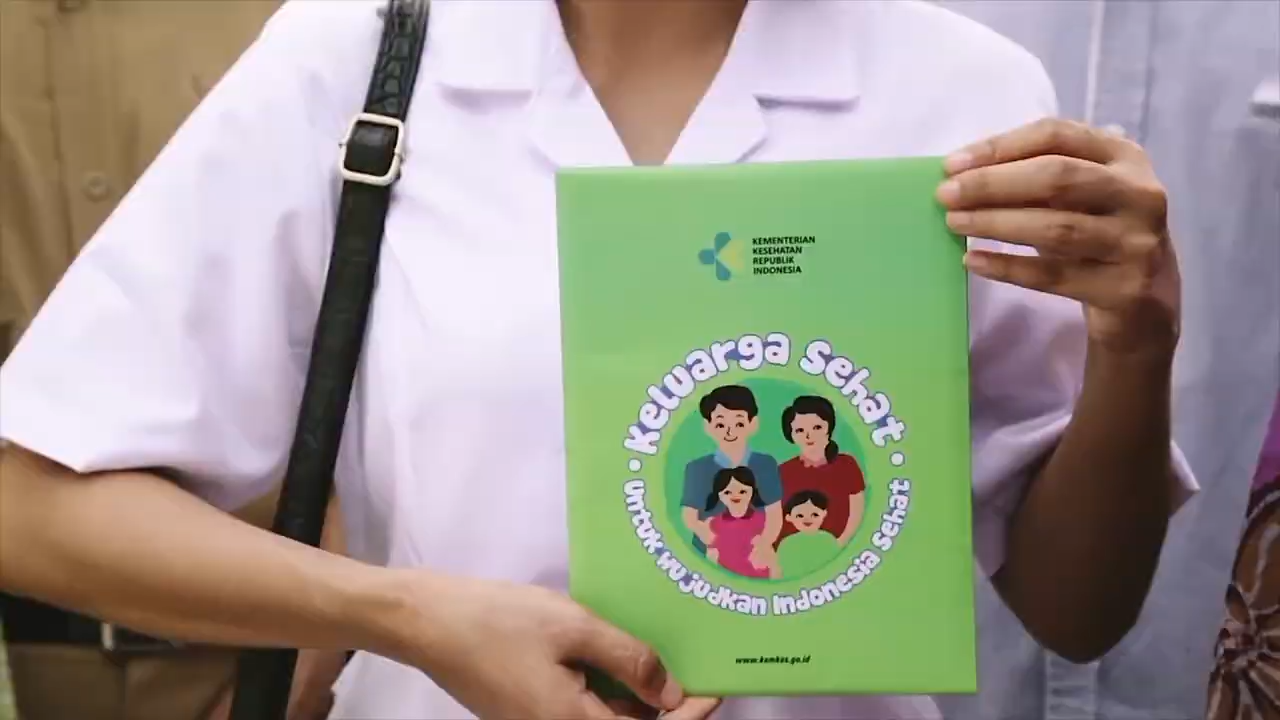 KEMENTERIAN
KESEHATAN
REPUBLIK
INDONESIA
Keluarga Sehat
• untuk wujudkan Indonesia Sehat •
www.kemkes.go.id